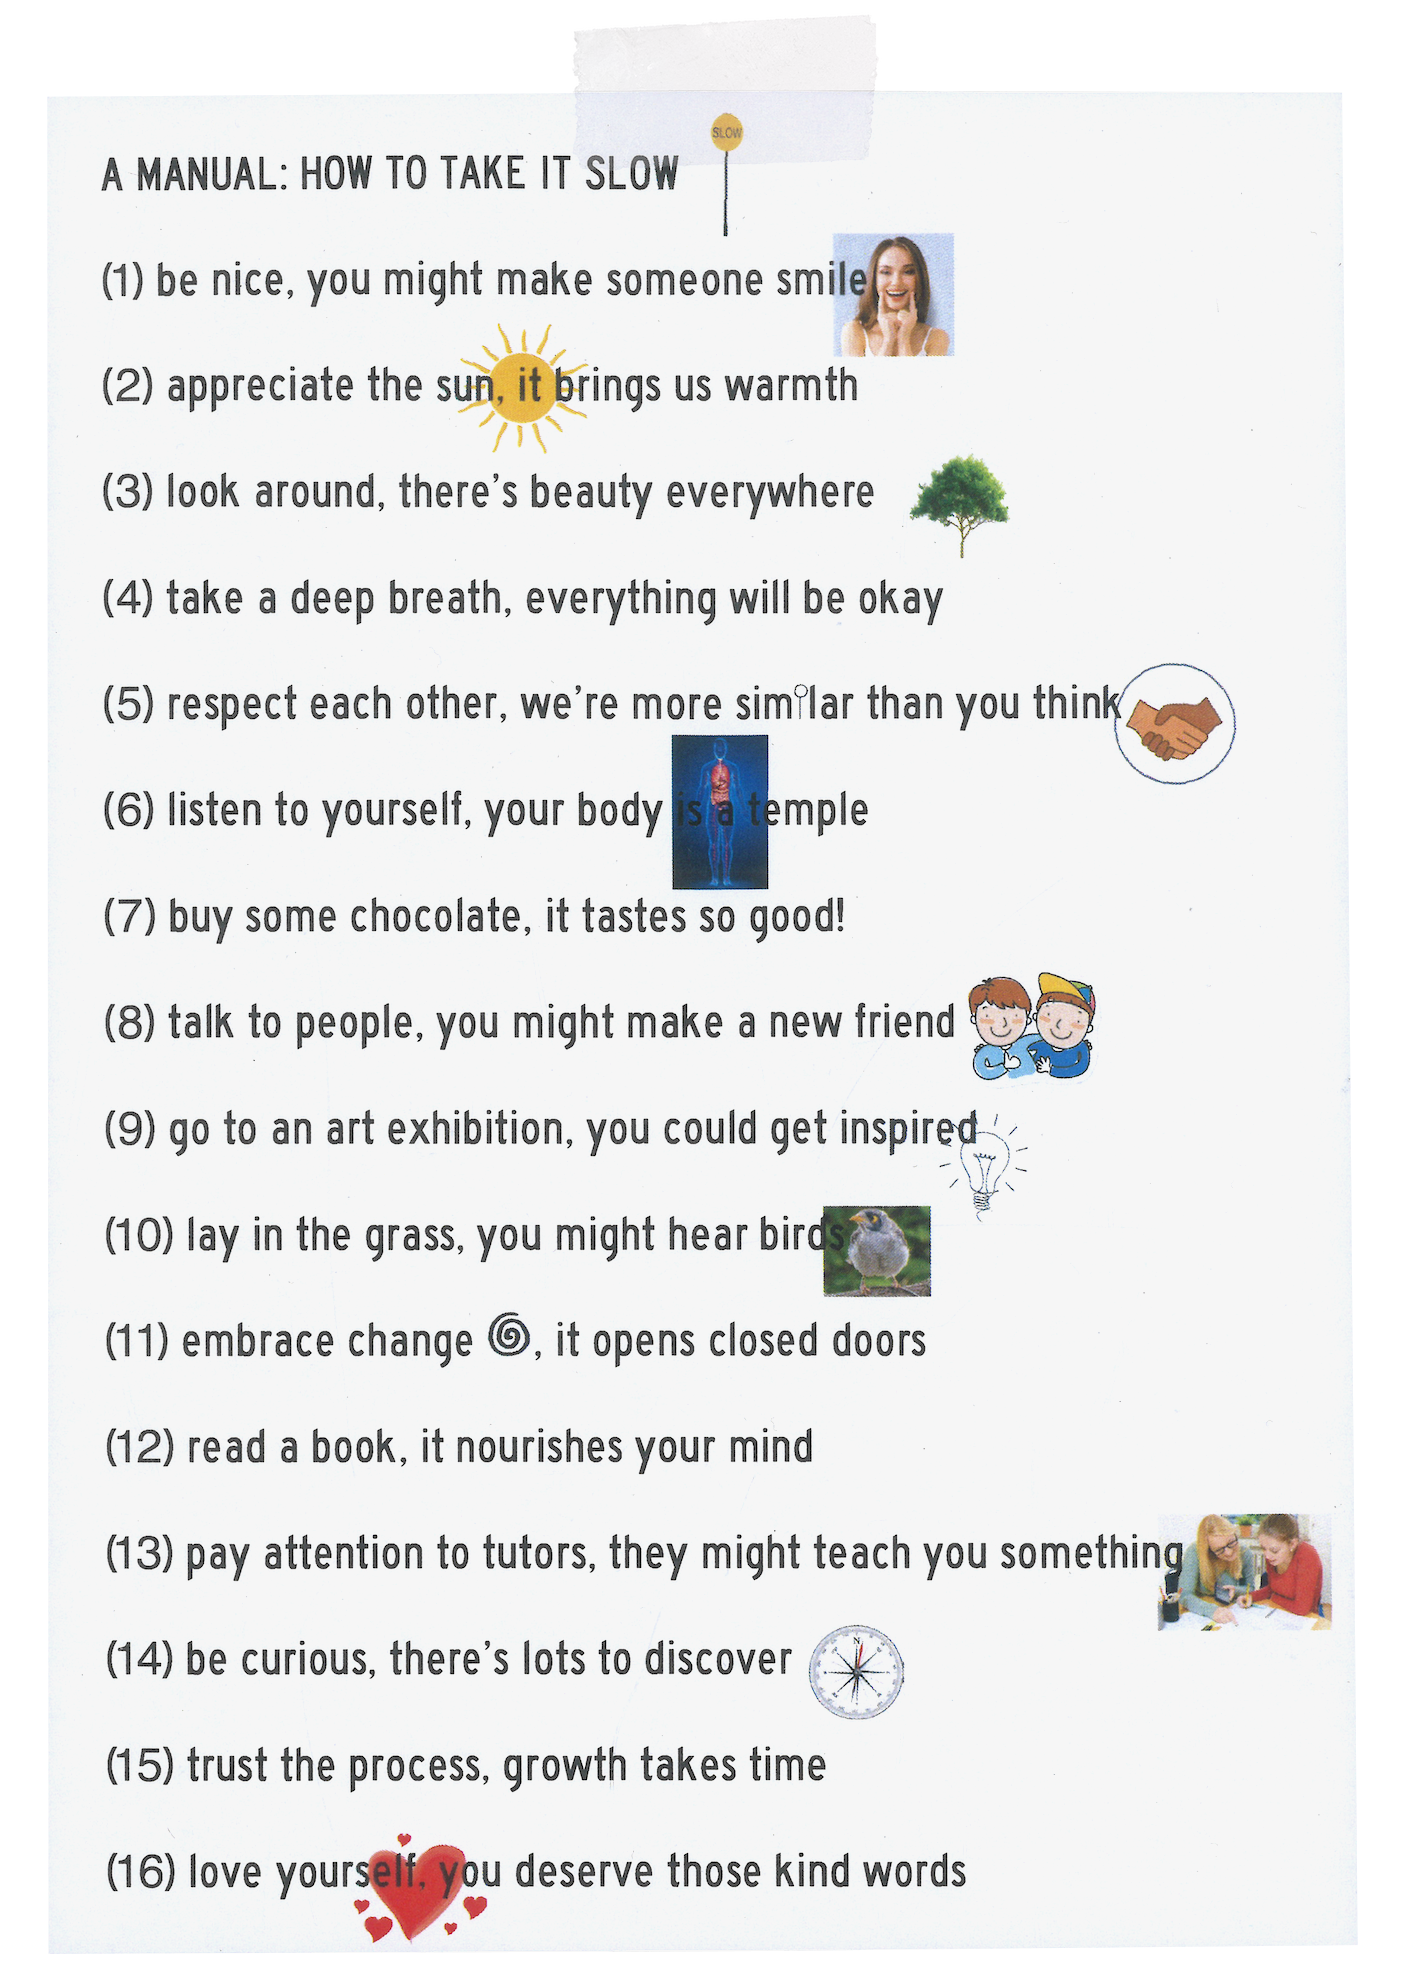 SLOW
A MANUAL: HOW TO TAKE IT SLOW
(1) be nice, you might make someone smile
(2) appreciate the sun, it brings us warmth
(3) look around, there's beauty everywhere
(4) take a deep breath, everything will be okay
(5) respect each other, we're more similar than you think
(6) listen to yourself, your body is a temple
(7) buy some chocolate, it tastes so good!
(8) talk to people, you might make a new friend
(9) go to an art exhibition, you could get inspired
(10) lay in the grass, you might hear birds
(11) embrace change , it opens closed doors
(12) read a book, it nourishes your mind
(13) pay attention to tutors, they might teach you something
(14) be curious, there's lots to discover
N
(15) trust the process, growth takes time
(16) love yourself, you deserve those kind words